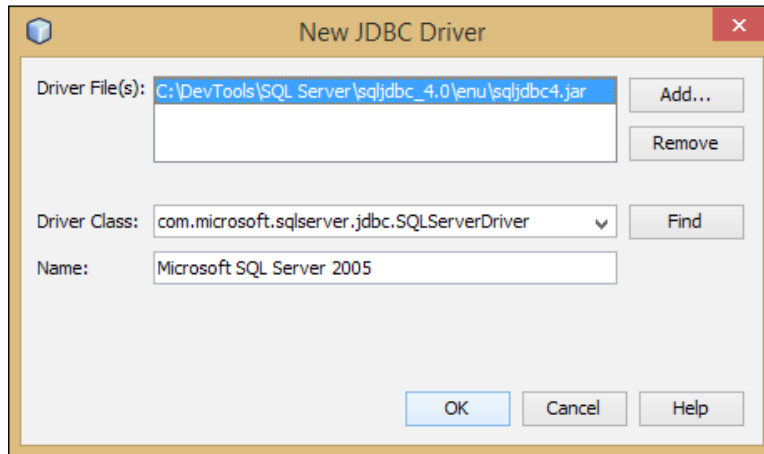 New JDBC Driver
Driver File(s): C:\DevTools\SQL Server\sqljdbc_4.0\enu\sqljdbc4.jar Add...
Remove
Driver Class: com.microsoft.sqlserver.jdbc.SQLServerDriver Find
Name: Microsoft SQL Server 2005
OK Cancel Help